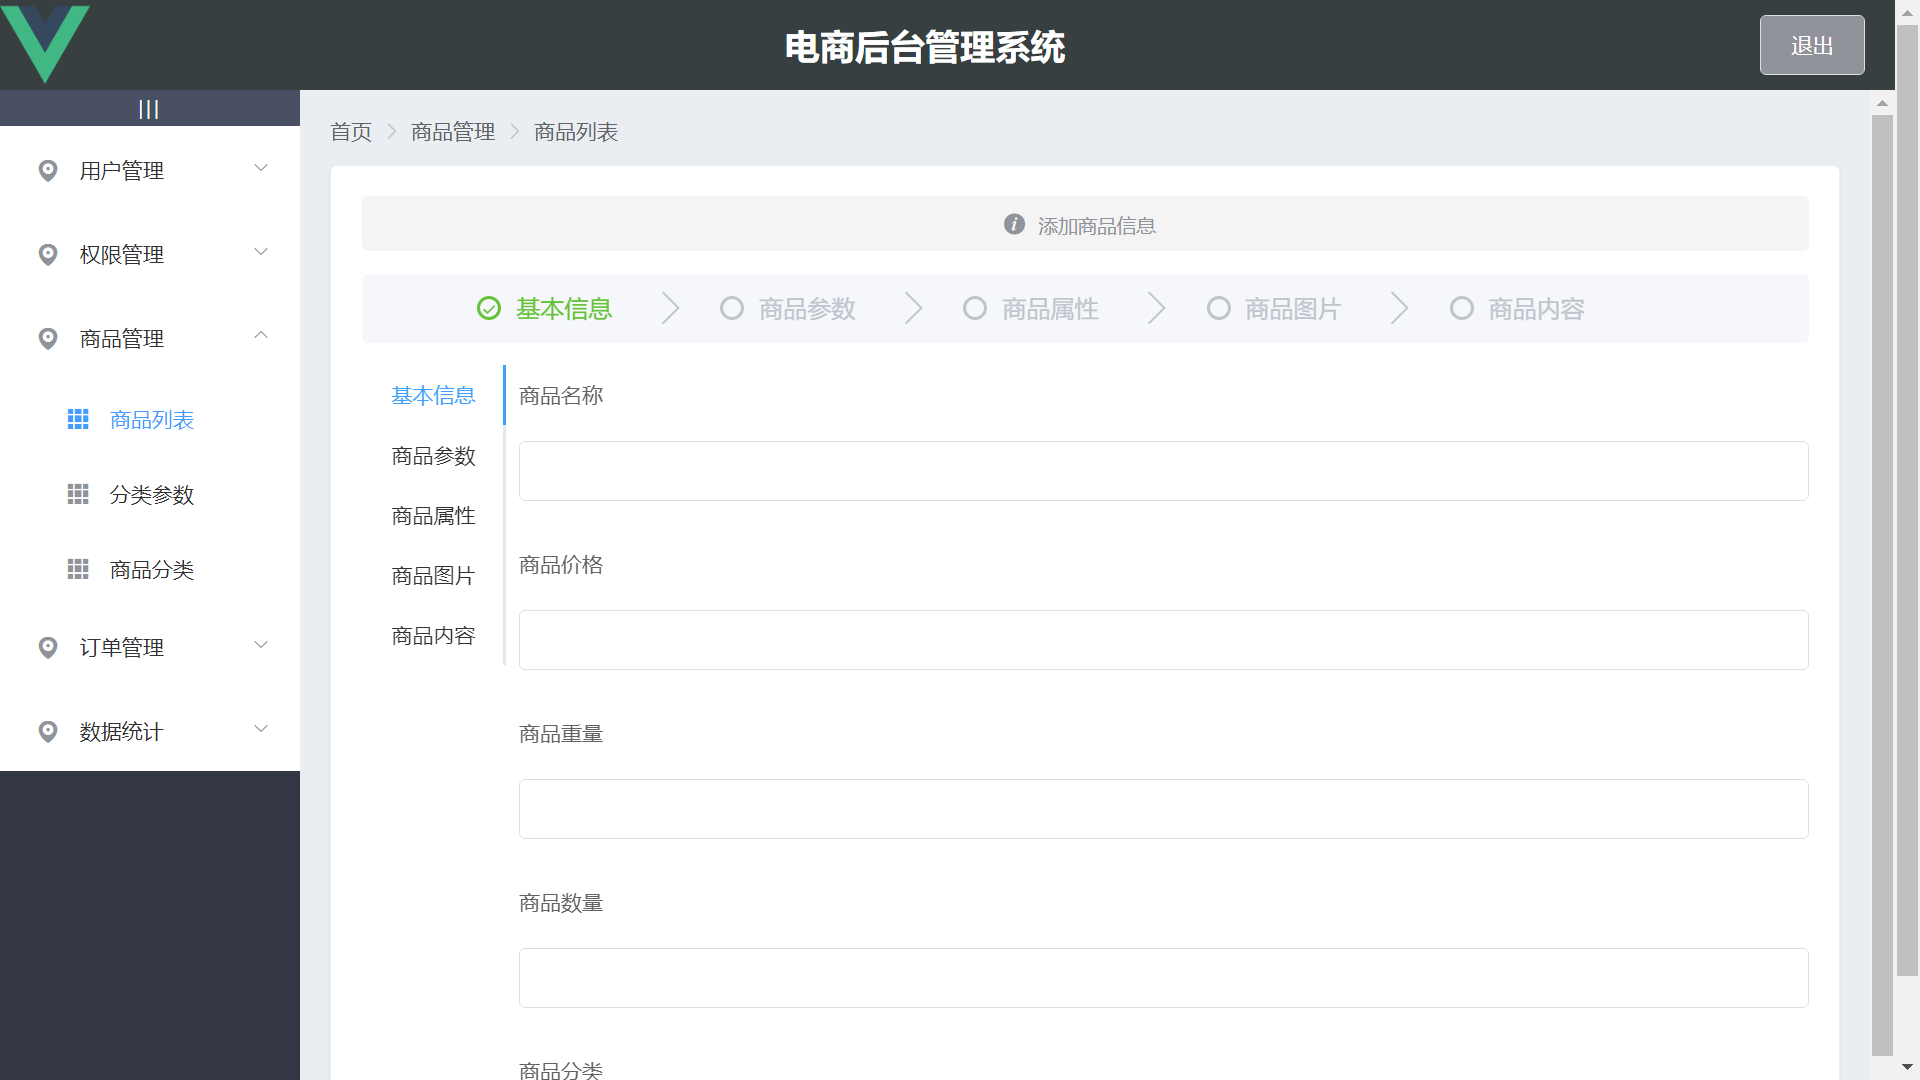 电商后台管理系统
退出
|||
首页 商品管理 商品列表
用户管理
权限管理
商品管理
商品列表
分类参数
商品分类
订单管理
数据统计
添加商品信息
基本信息 商品参数 商品属性 商品图片 商品内容
基本信息
商品参数
商品属性
商品图片
商品内容
商品名称
商品价格
商品重量
商品数量
商品分类